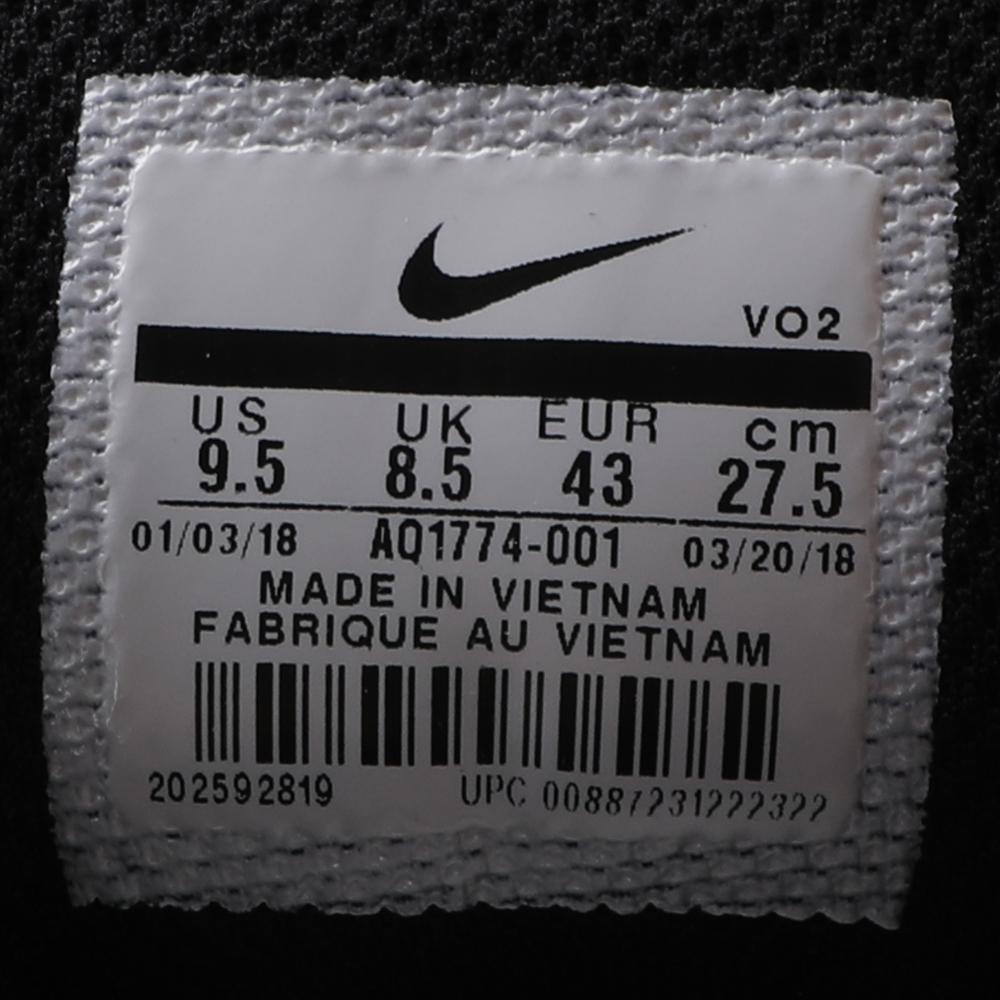 VO2
US UK EUR cm
9.5 8.5 43 27.5
01/03/18 AQ1774-001 03/20/18
MADE IN VIETNAM
FABRIQUE AU VIETNAM
202592819 UPC 00887231222322